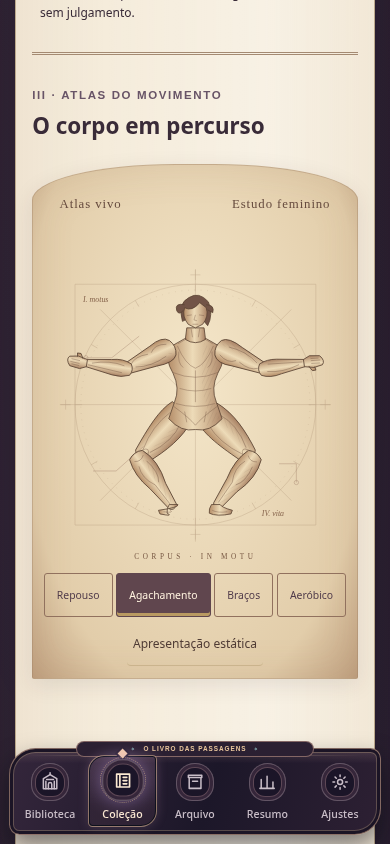 sem julgamento.
III · ATLAS DO MOVIMENTO
O corpo em percurso
Atlas vivo
Estudo feminino
I. motus
IV. vita
CORPUS · IN MOTU
Repouso
Agachamento
Braços
Aeróbico
Apresentação estática
O LIVRO DAS PASSAGENS
Biblioteca
Coleção
Arquivo
Resumo
Ajustes